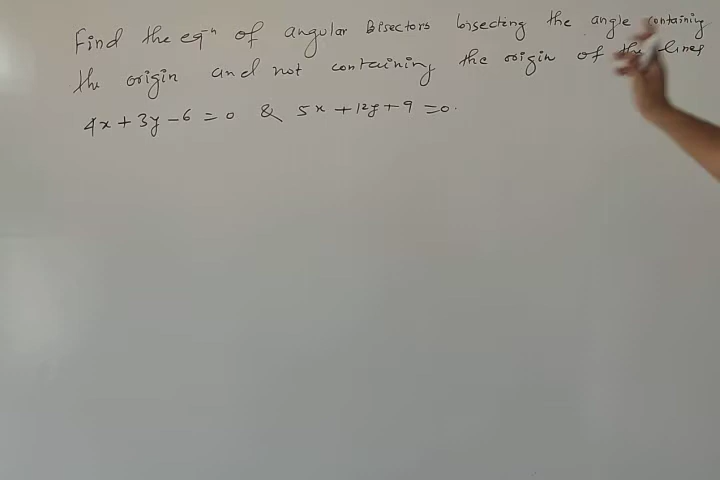 Find the eqn of angular Bisectors bisecting the angle containing
the origin and not containing the origin of the lines
4x + 3y - 6 = 0 & 5x + 12y + 9 = 0.